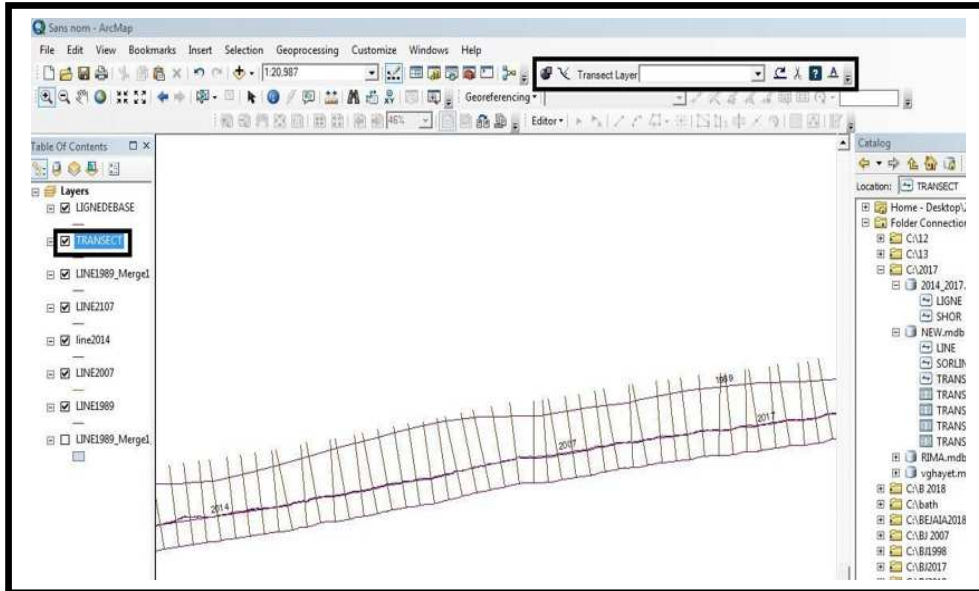 Sans nom - ArcMap
File Edit View Bookmarks Insert Selection Geoprocessing Customize Windows Help
1:20,987
Transect Layer
Georeferencing
46%
Editor
Table Of Contents
Layers
LIGNEDEBASE
TRANSECT
LINE1989_Merge1
LINE2107
line2014
LINE2007
LINE1989
LINE1989_Merge1
1989
2017
2007
2014
Catalog
Location: TRANSECT
Home - Desktop\
Folder Connection
C:\12
C:\13
C:\2017
2014_2017.
LIGNE
SHOR
NEW.mdb
LINE
SORLIN
TRANS
TRANS
TRANS
TRANS
TRANS
RIMA.mdb
vghayet.m
C:\B 2018
C:\bath
C:\BEJAIA2018
C:\BJ 2007
C:\BJ1998
C:\BJ2017